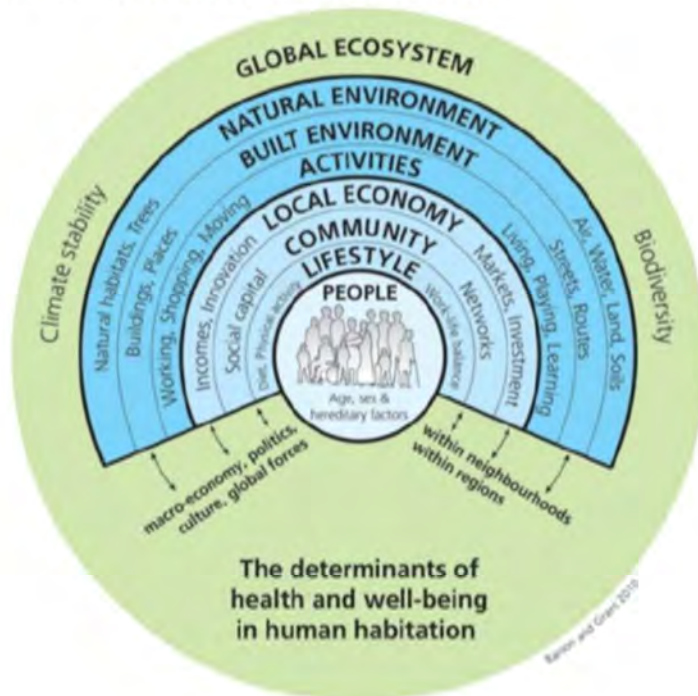 GLOBAL ECOSYSTEM
Climate stability
Biodiversity
NATURAL ENVIRONMENT
Natural habitats, Trees
Air, Water, Land, Soils
BUILT ENVIRONMENT
Buildings, Places
Streets, Routes
ACTIVITIES
Working, Shopping, Moving
Living, Playing, Learning
LOCAL ECONOMY
Incomes, Innovation
Markets, Investment
COMMUNITY
Social capital
Networks
LIFESTYLE
Diet, Physical activity
Work-life balance
PEOPLE
Age, sex &
hereditary factors
macro-economy, politics,
culture, global forces
within neighbourhoods
within regions
The determinants of
health and well-being
in human habitation
and Grant 2010